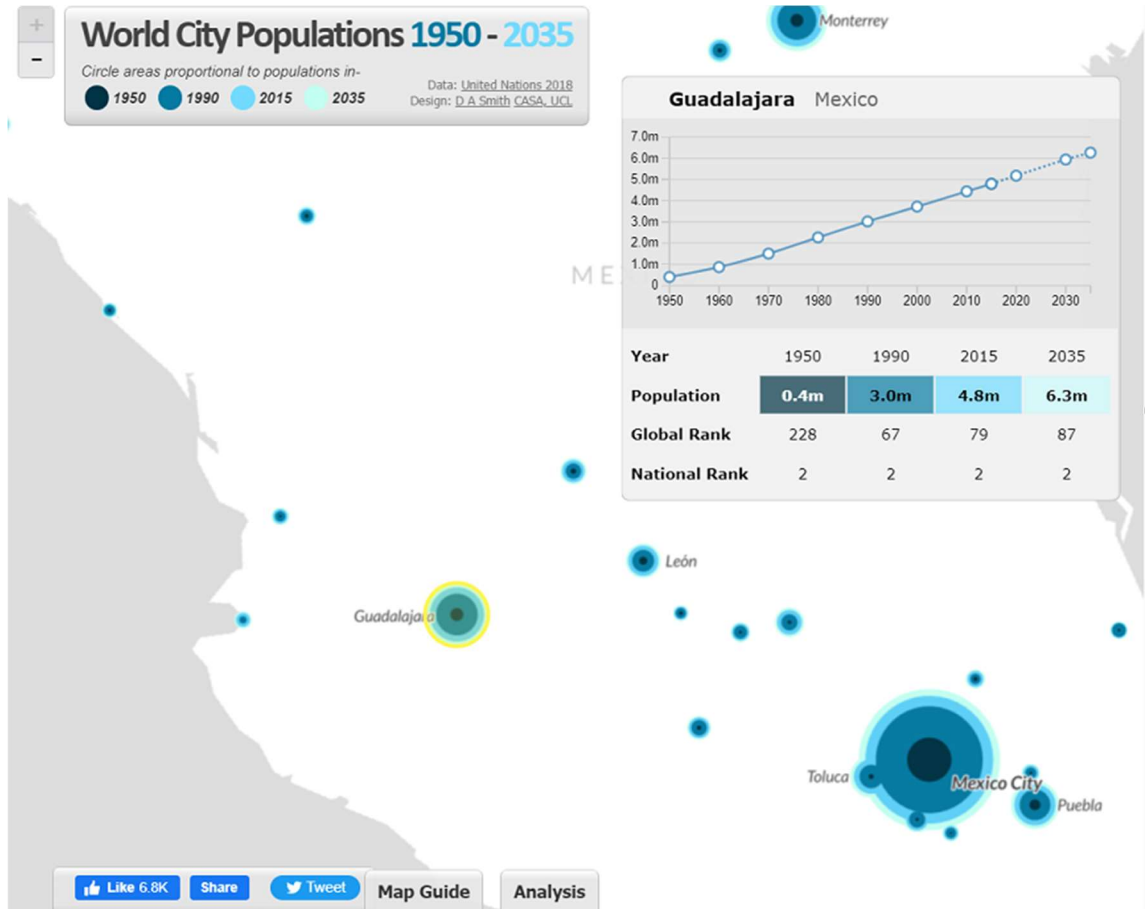 +
-
World City Populations 1950 - 2035
Circle areas proportional to populations in-
1950 1990 2015 2035
Data: United Nations 2018
Design: D A Smith CASA, UCL
Monterrey
Guadalajara Mexico
7.0m
6.0m
5.0m
4.0m
3.0m
2.0m
1.0m
0
1950 1960 1970 1980 1990 2000 2010 2020 2030
Year 1950 1990 2015 2035
Population 0.4m 3.0m 4.8m 6.3m
Global Rank 228 67 79 87
National Rank 2 2 2 2
ME
León
Guadalajara
Toluca
Mexico City
Puebla
Like 6.8K
Share
Tweet
Map Guide
Analysis